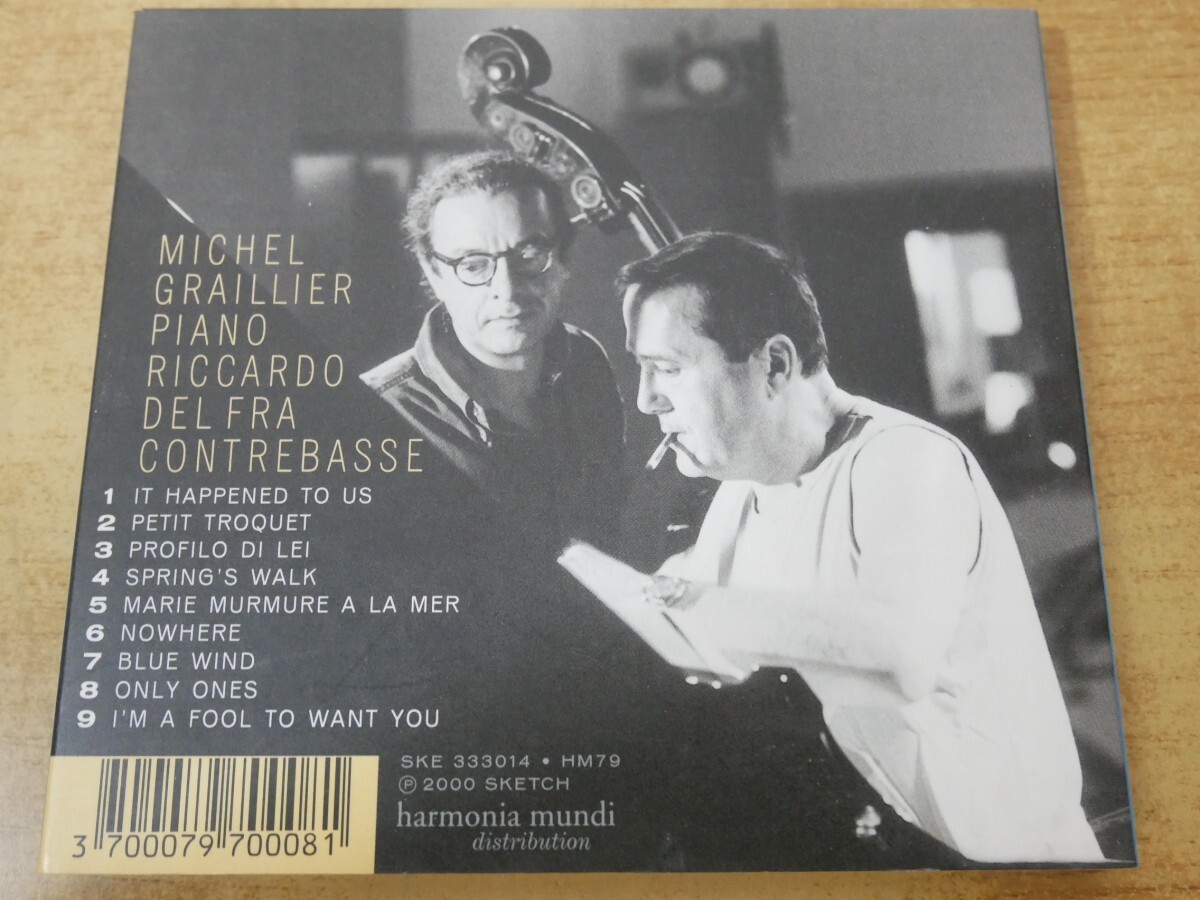 MICHEL
GRAILLIER
PIANO
RICCARDO
DEL FRA
CONTREBASSE
1 IT HAPPENED TO US
2 PETIT TROQUET
3 PROFILO DI LEI
4 SPRING'S WALK
5 MARIE MURMURE A LA MER
6 NOWHERE
7 BLUE WIND
8 ONLY ONES
9 I'M A FOOL TO WANT YOU
SKE 333014 • HM79
℗ 2000 SKETCH
harmonia mundi
distribution
3 700079 700081